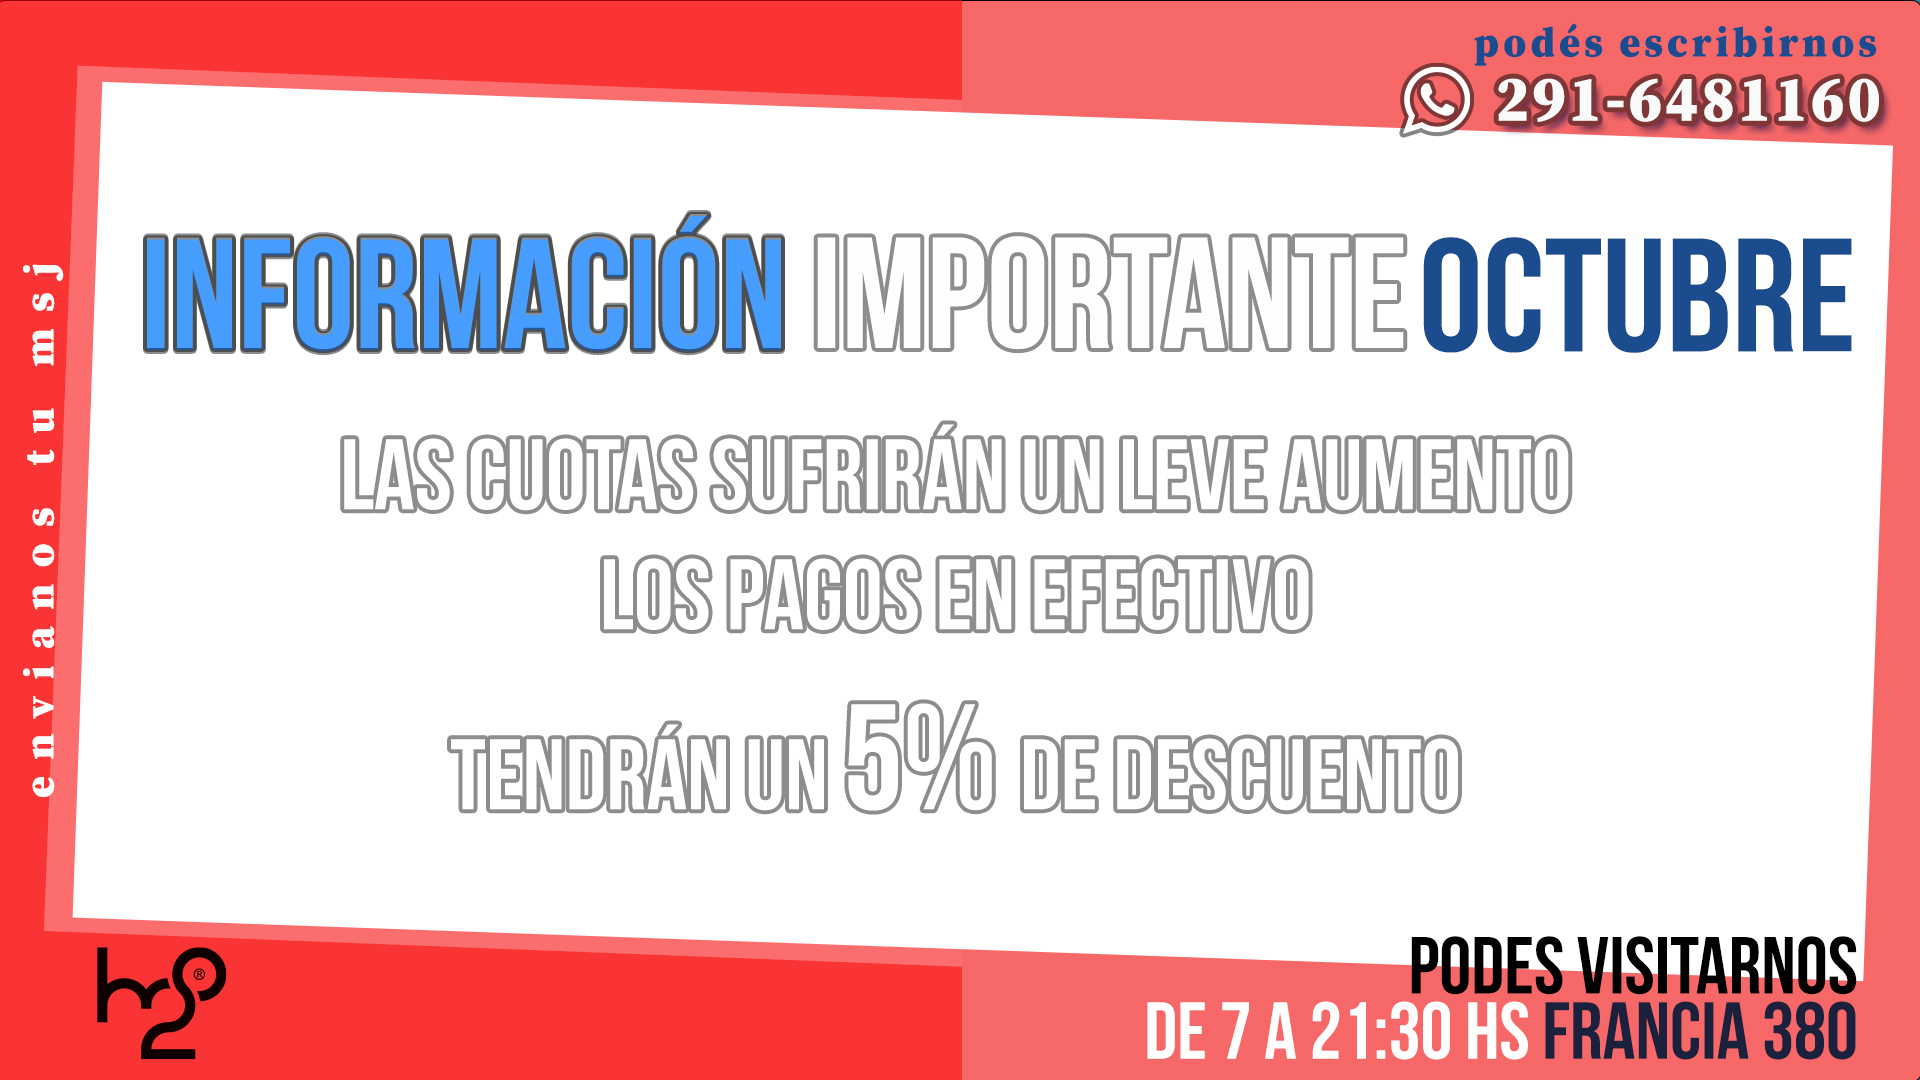 podés escribirnos
291-6481160
INFORMACIÓN IMPORTANTE OCTUBRE
LAS CUOTAS SUFRIRÁN UN LEVE AUMENTO
LOS PAGOS EN EFECTIVO
TENDRÁN UN 5% DE DESCUENTO
envianos tu msj
h2o®
PODES VISITARNOS
DE 7 A 21:30 HS FRANCIA 380